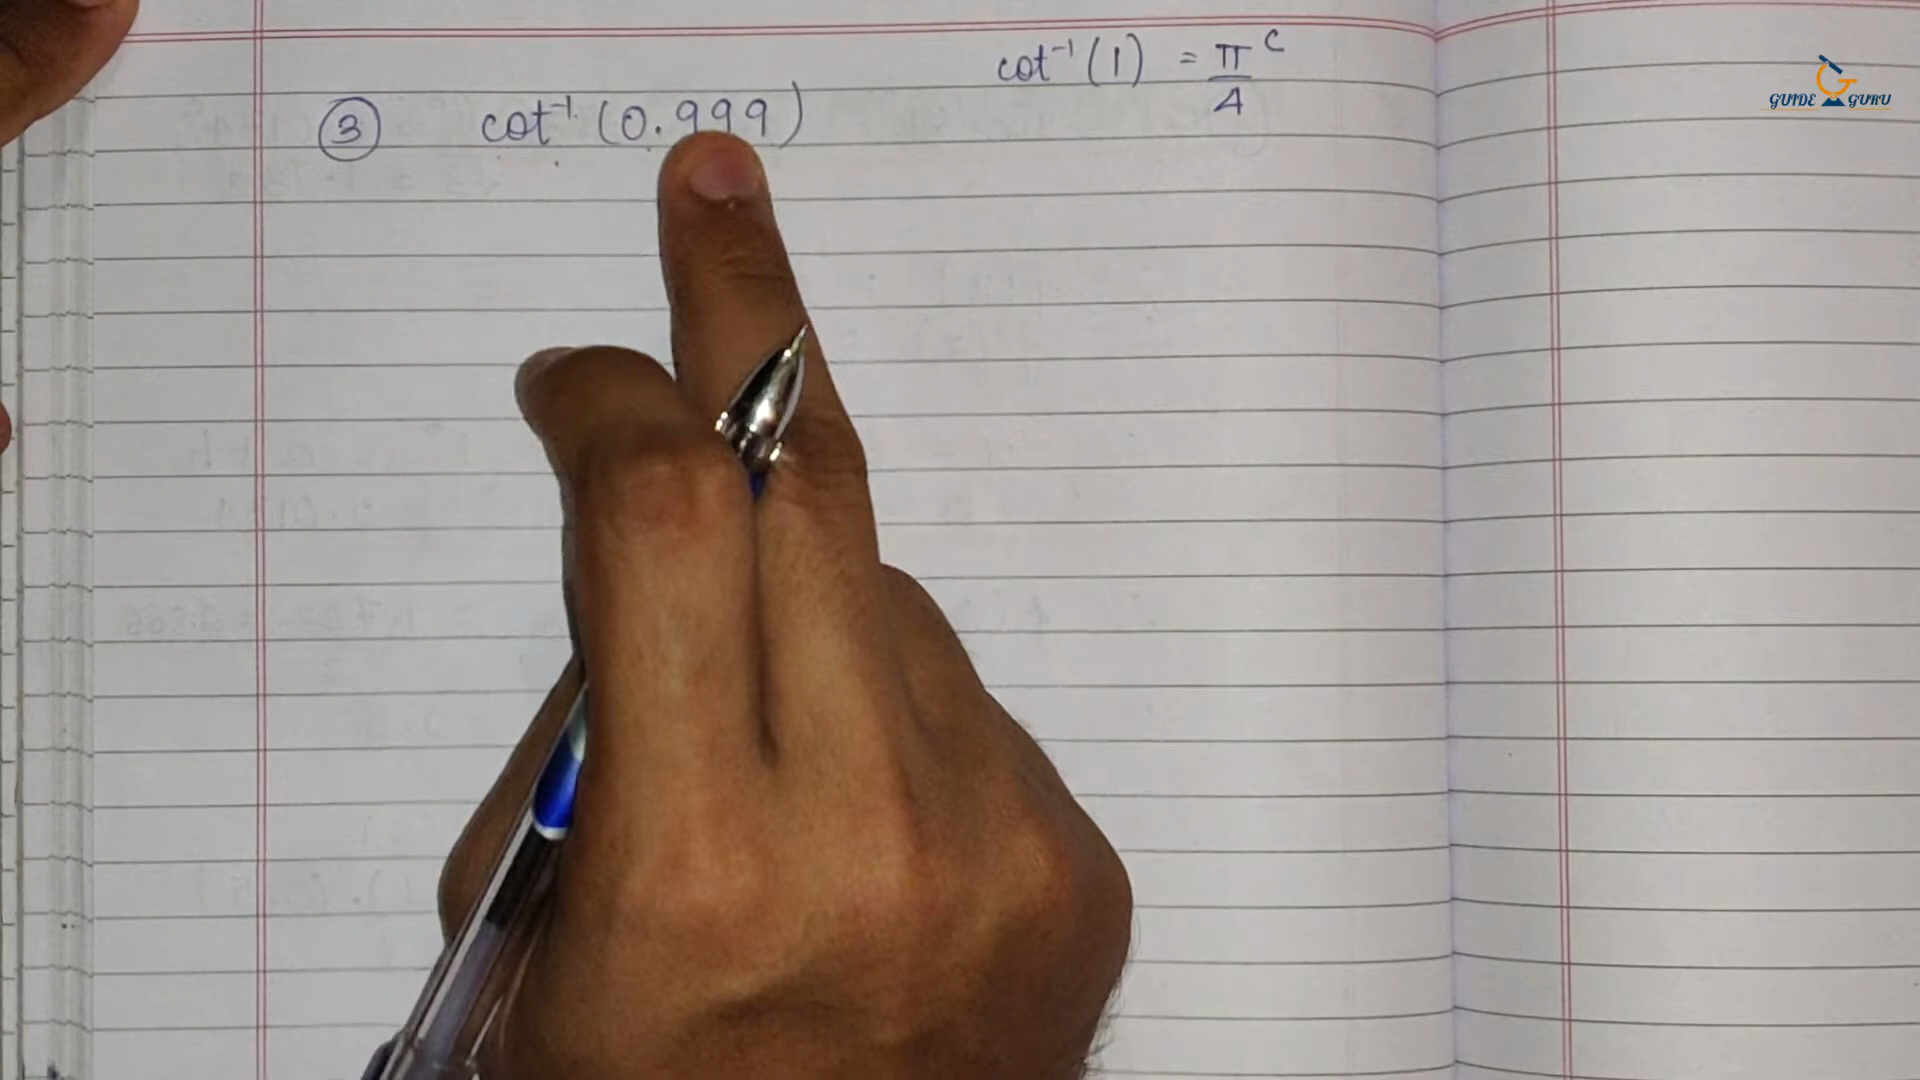 cot⁻¹(1) = π/4 ᶜ
③ cot⁻¹(0.999)
GUIDE GURU